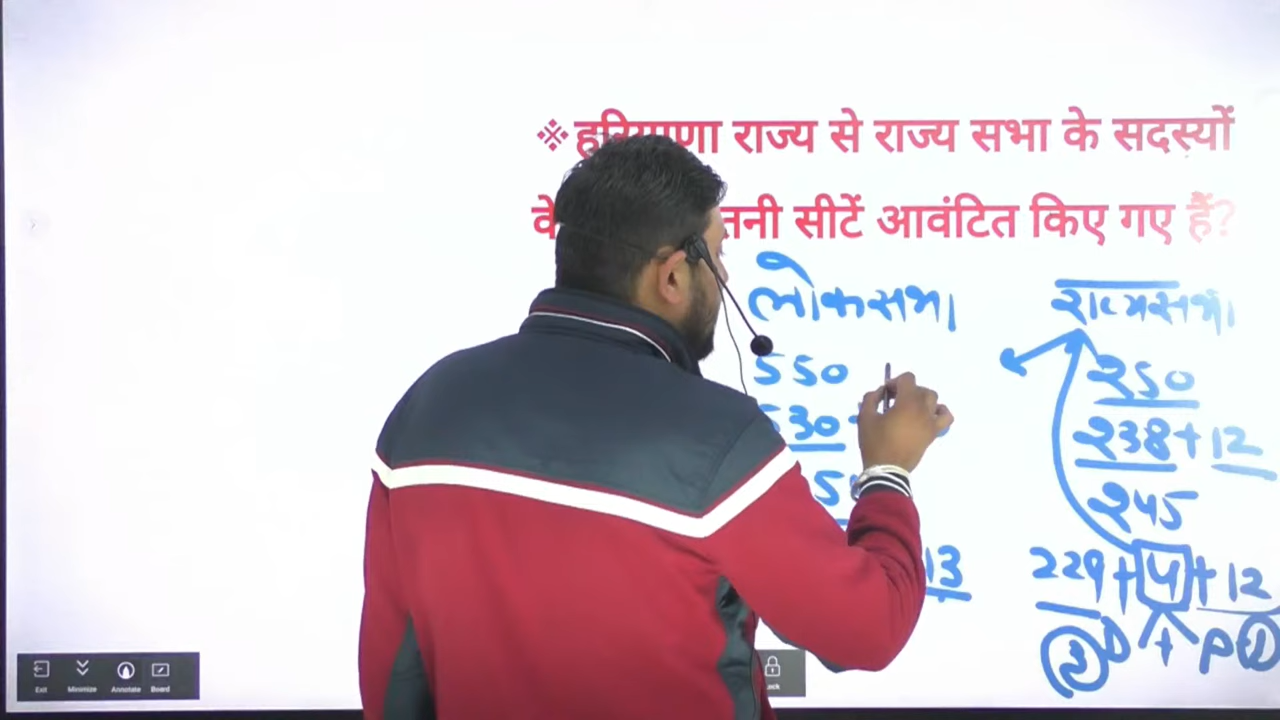 ❖हरियाणा राज्य से राज्य सभा के सदस्यों
सीटें आवंटित किए गए हैं?
लोकसभा
राज्यसभा
550
250
530
238+12
245
13
229+4+12
Exit
Minimize
Annotate
Board